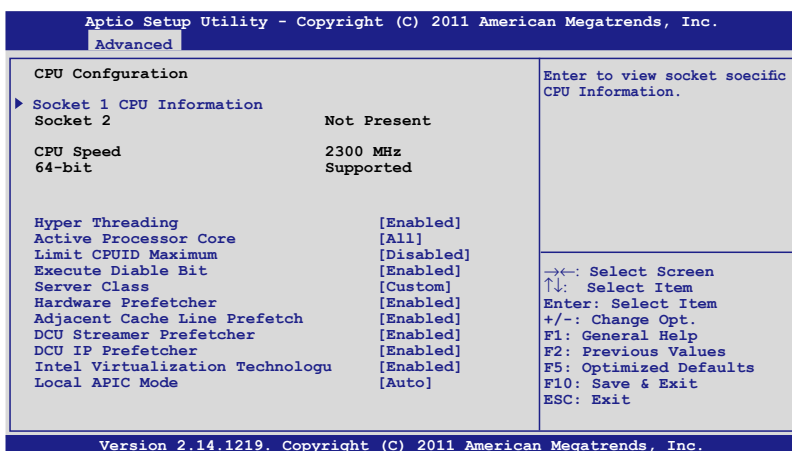 Aptio Setup Utility - Copyright (C) 2011 American Megatrends, Inc.
Advanced
CPU Confguration
Socket 1 CPU Information
Socket 2 Not Present
CPU Speed 2300 MHz
64-bit Supported
Hyper Threading [Enabled]
Active Processor Core [All]
Limit CPUID Maximum [Disabled]
Execute Diable Bit [Enabled]
Server Class [Custom]
Hardware Prefetcher [Enabled]
Adjacent Cache Line Prefetch [Enabled]
DCU Streamer Prefetcher [Enabled]
DCU IP Prefetcher [Enabled]
Intel Virtualization Technologu [Enabled]
Local APIC Mode [Auto]
Enter to view socket soecific
CPU Information.
→←: Select Screen
↑↓: Select Item
Enter: Select Item
+/-: Change Opt.
F1: General Help
F2: Previous Values
F5: Optimized Defaults
F10: Save & Exit
ESC: Exit
Version 2.14.1219. Copyright (C) 2011 American Megatrends, Inc.